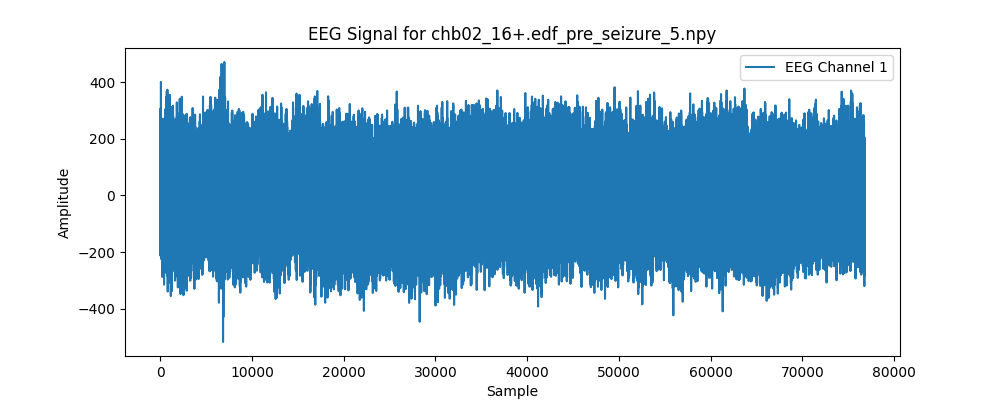 EEG Signal for chb02_16+.edf_pre_seizure_5.npy
EEG Channel 1
400
200
0
−200
−400
Amplitude
0 10000 20000 30000 40000 50000 60000 70000 80000
Sample